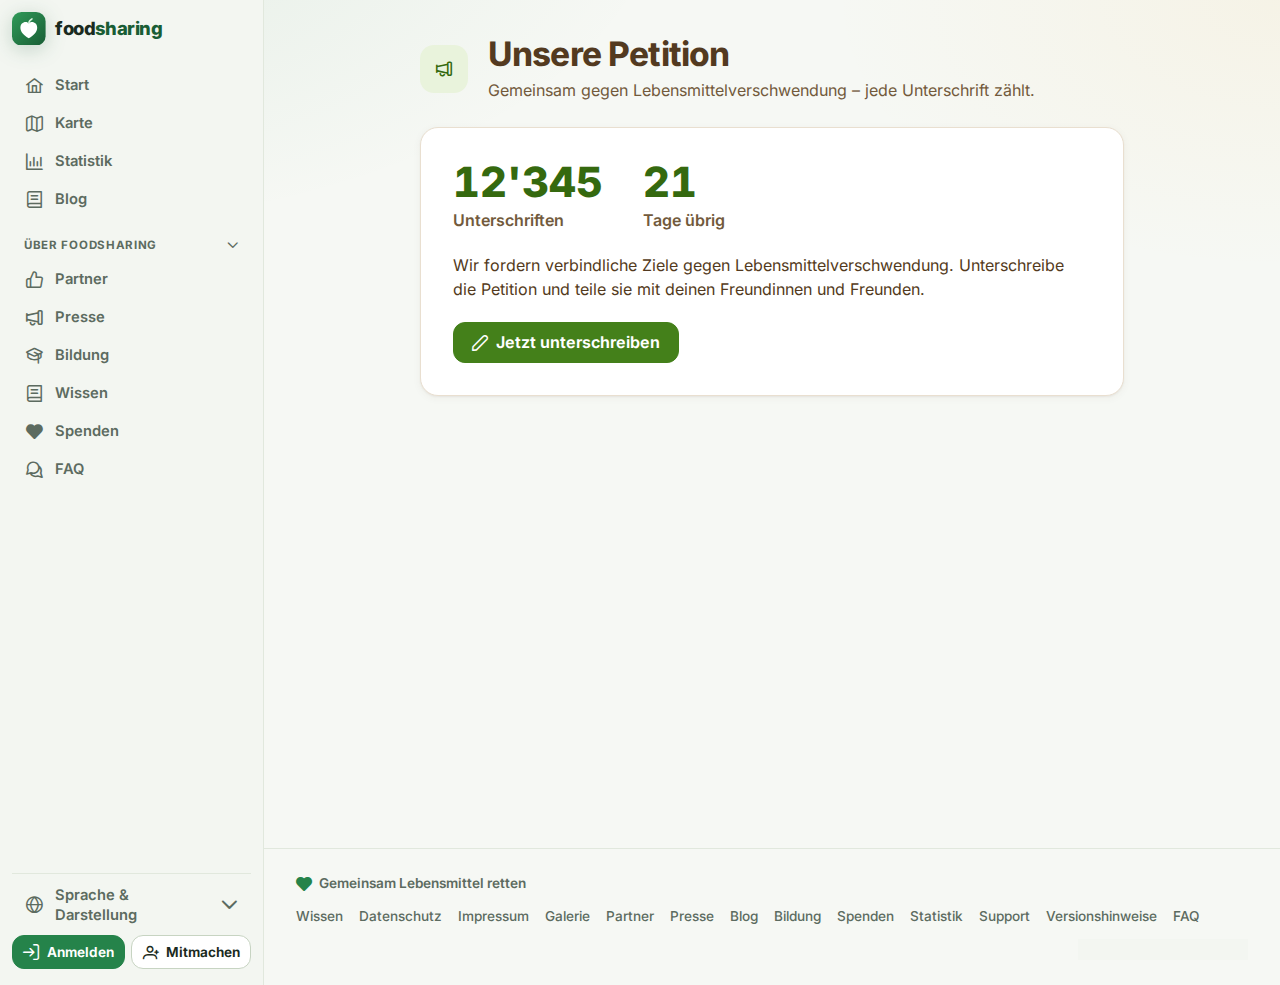 foodsharing
Start
Karte
Statistik
Blog
ÜBER FOODSHARING
Partner
Presse
Bildung
Wissen
Spenden
FAQ
Sprache &
Darstellung
Anmelden
Mitmachen
Unsere Petition
Gemeinsam gegen Lebensmittelverschwendung – jede Unterschrift zählt.
12'345
Unterschriften
21
Tage übrig
Wir fordern verbindliche Ziele gegen Lebensmittelverschwendung. Unterschreibe
die Petition und teile sie mit deinen Freundinnen und Freunden.
Jetzt unterschreiben
Gemeinsam Lebensmittel retten
Wissen Datenschutz Impressum Galerie Partner Presse Blog Bildung Spenden Statistik Support Versionshinweise FAQ